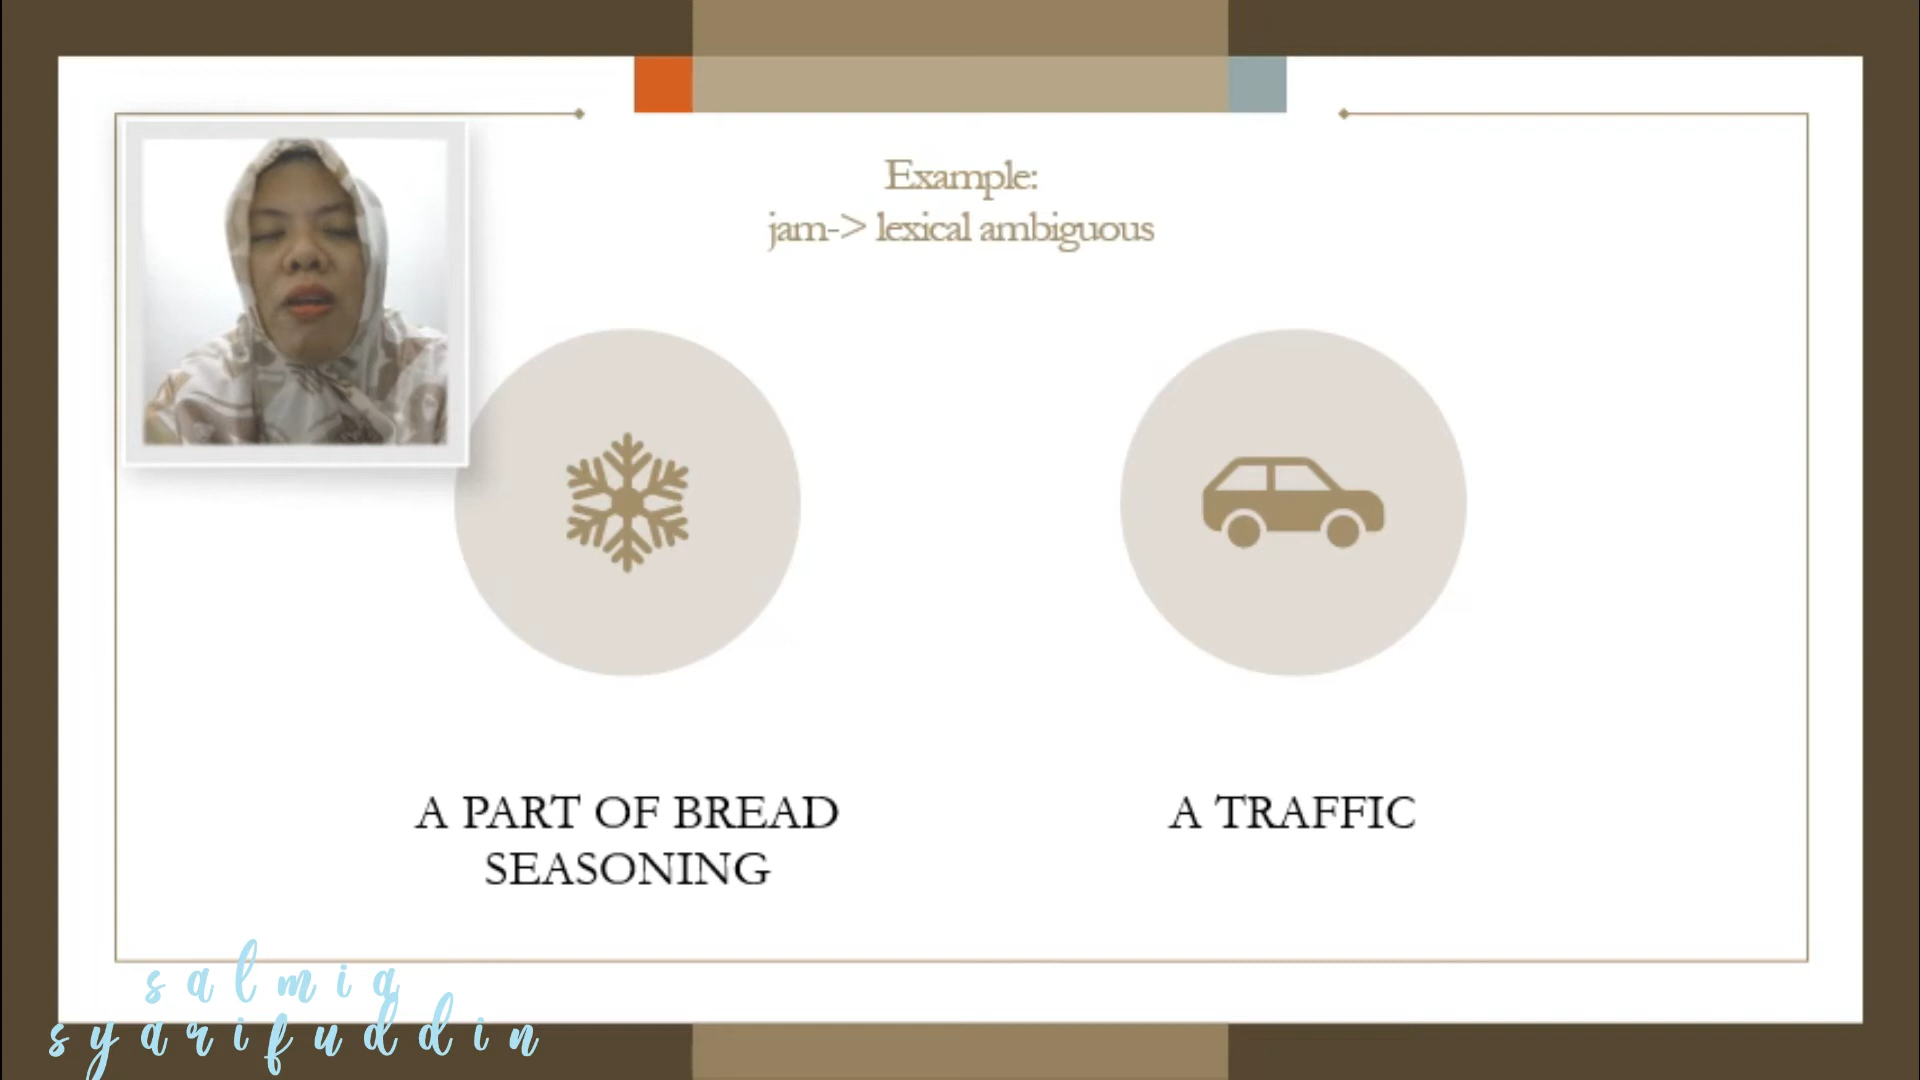 Example:
jam-> lexical ambiguous
A PART OF BREAD
SEASONING
A TRAFFIC
salmia
syarifuddin